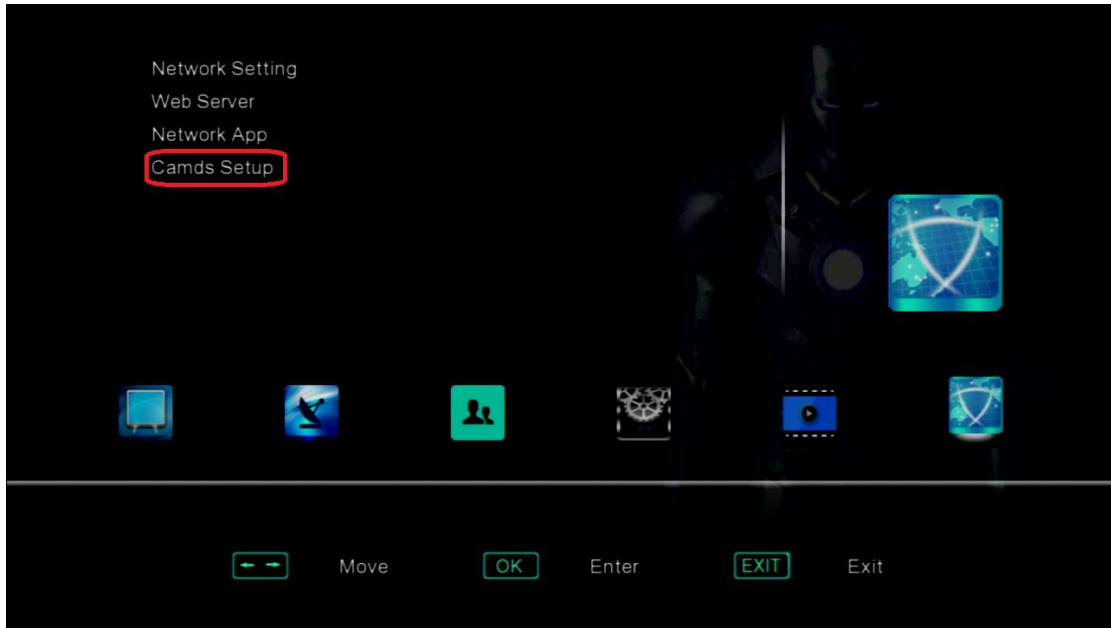 Network Setting
Web Server
Network App
Camds Setup
Move
OK
Enter
EXIT
Exit